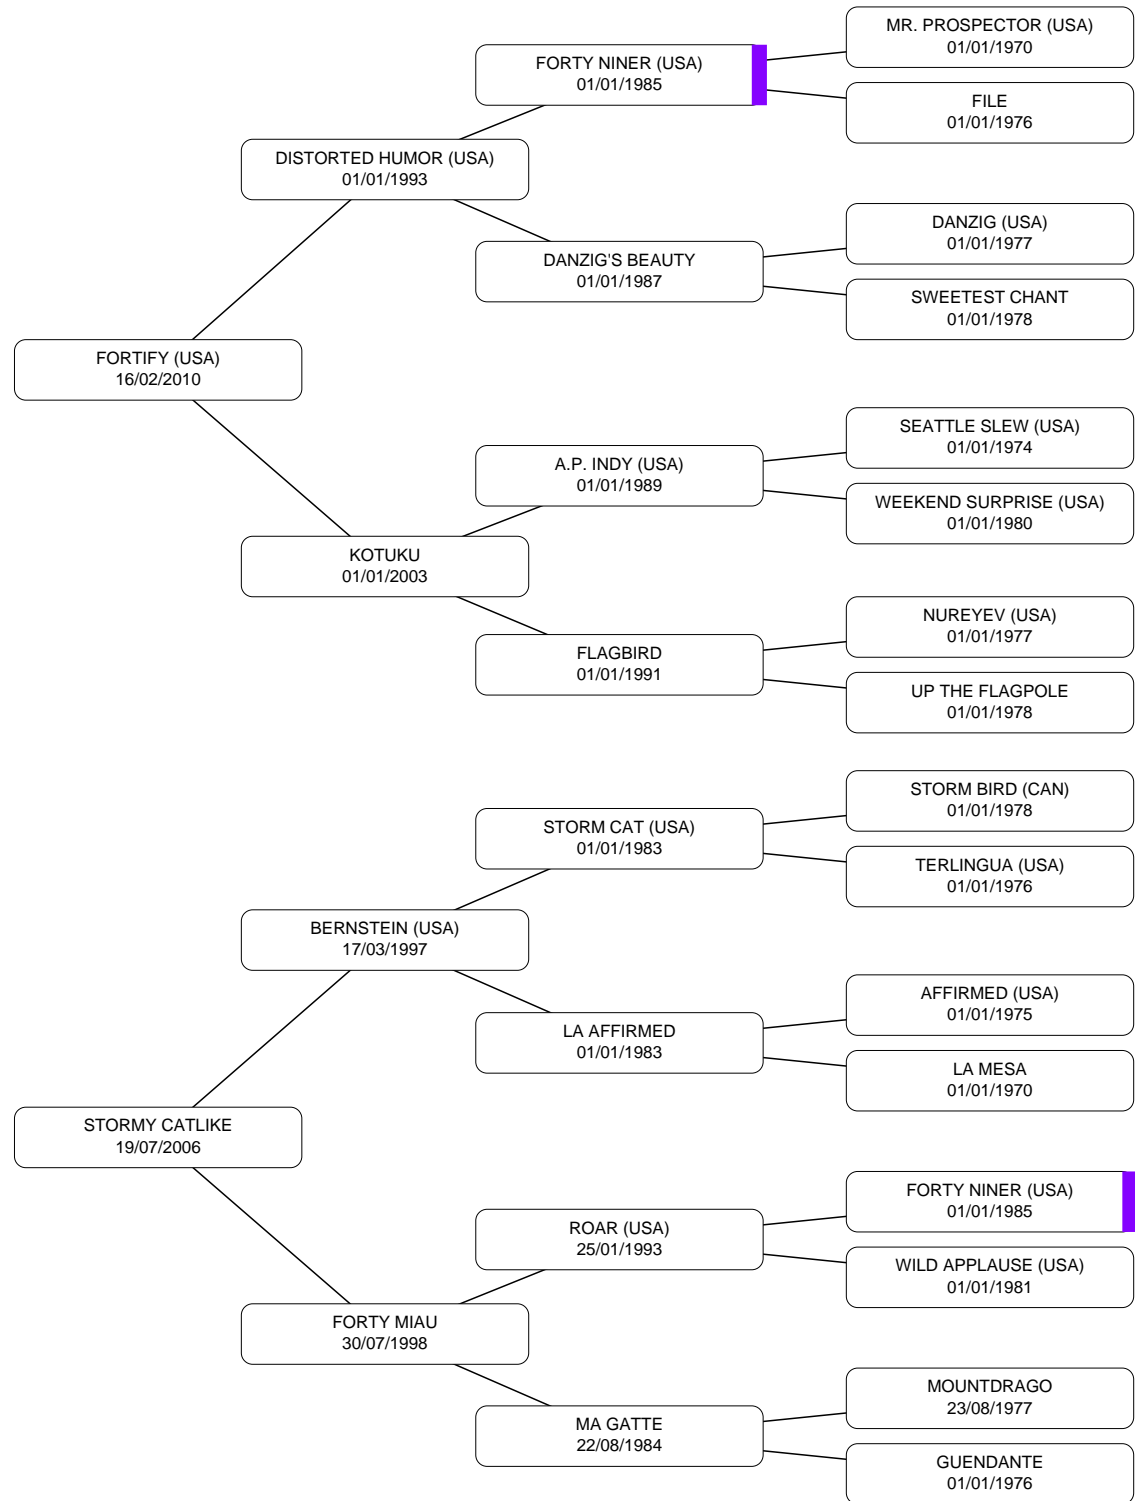 MR. PROSPECTOR (USA)
01/01/1970
FORTY NINER (USA)
01/01/1985
FILE
01/01/1976
DISTORTED HUMOR (USA)
01/01/1993
DANZIG (USA)
01/01/1977
DANZIG'S BEAUTY
01/01/1987
SWEETEST CHANT
01/01/1978
FORTIFY (USA)
16/02/2010
SEATTLE SLEW (USA)
01/01/1974
A.P. INDY (USA)
01/01/1989
WEEKEND SURPRISE (USA)
01/01/1980
KOTUKU
01/01/2003
NUREYEV (USA)
01/01/1977
FLAGBIRD
01/01/1991
UP THE FLAGPOLE
01/01/1978
STORM BIRD (CAN)
01/01/1978
STORM CAT (USA)
01/01/1983
TERLINGUA (USA)
01/01/1976
BERNSTEIN (USA)
17/03/1997
AFFIRMED (USA)
01/01/1975
LA AFFIRMED
01/01/1983
LA MESA
01/01/1970
STORMY CATLIKE
19/07/2006
FORTY NINER (USA)
01/01/1985
ROAR (USA)
25/01/1993
WILD APPLAUSE (USA)
01/01/1981
FORTY MIAU
30/07/1998
MOUNTDRAGO
23/08/1977
MA GATTE
22/08/1984
GUENDANTE
01/01/1976